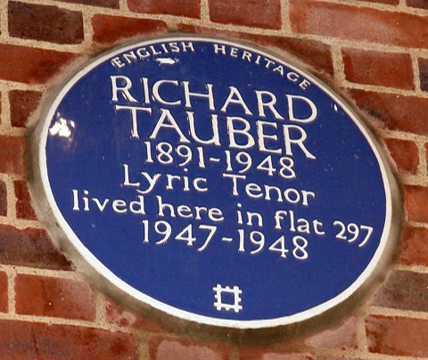 ENGLISH HERITAGE
RICHARD
TAUBER
1891-1948
Lyric Tenor
lived here in flat 297
1947-1948